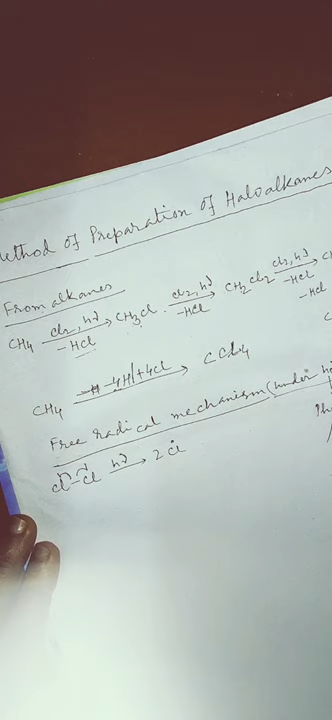 ethod of Preparation of Haloalkanes
From alkanes
CH4 Cl2, hν → -HCl CH3Cl. Cl2, hν → -HCl CH2Cl2 Cl2, hν → -HCl
-HCl
CH4 -4H/+4Cl → CCl4
Free radical mechanism (under
Cl-Cl hν → 2Cl•